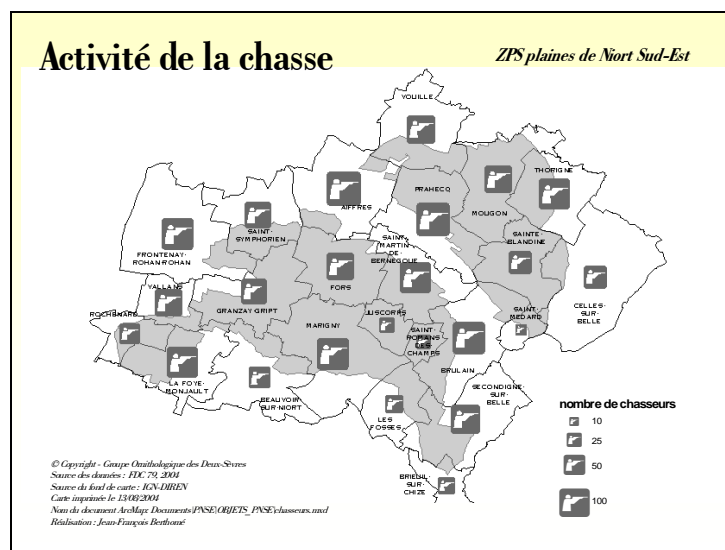 Activité de la chasse
ZPS plaines de Niort Sud-Est
VOUILLE
THORIGNE
PRAHECQ
AIFFRES
MOUGON
SAINT-
SYMPHORIEN
SAINT-
MARTIN
DE-
BERNEGOUE
SAINTE-
BLANDINE
FRONTENAY-
ROHAN-ROHAN
FORS
VALLANS
GRANZAY-GRIPT
ROCHENARD
JUSCORPS
SAINT-
MEDARD
CELLES-
SUR-
BELLE
MARIGNY
SAINT-
ROMANS
DES-
CHAMPS
BRULAIN
LA FOYE-
MONJAULT
SECONDIGNE-
SUR-
BELLE
BEAUVOIR
SUR-NIORT
LES
FOSSES
BRIEUIL-
SUR-
CHIZE
nombre de chasseurs
10
25
50
100
© Copyright - Groupe Ornithologique des Deux-Sèvres
Source des données : FDC 79, 2004
Source du fond de carte : IGN-DIREN
Carte imprimée le 13/08/2004
Nom du document ArcMap: Documents\PNSE\OBJETS_PNSE\chasseurs.mxd
Réalisation : Jean-François Berthomé